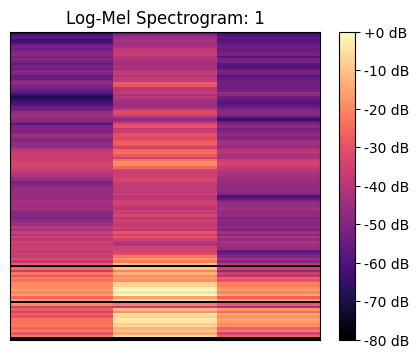 Log-Mel Spectrogram: 1
+0 dB
-10 dB
-20 dB
-30 dB
-40 dB
-50 dB
-60 dB
-70 dB
-80 dB